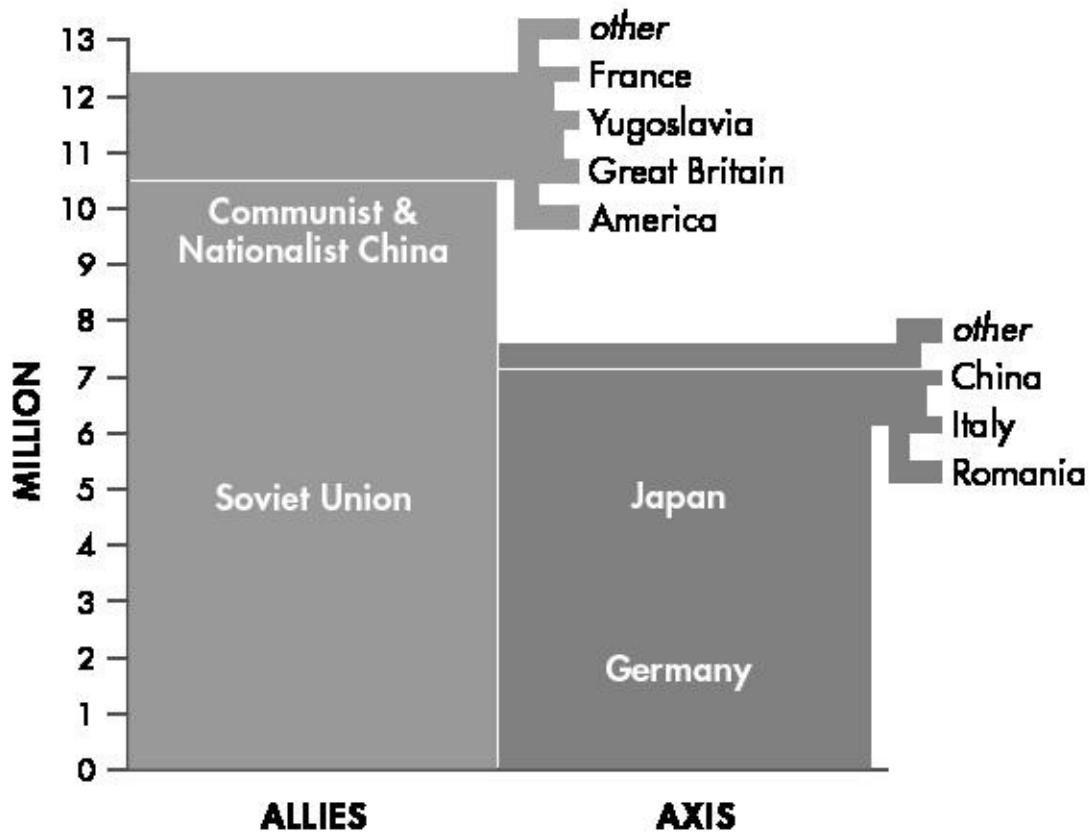 13
12
11
10
9
8
7
6
5
4
3
2
1
0
MILLION
other
France
Yugoslavia
Great Britain
America
Communist &
Nationalist China
Soviet Union
other
China
Italy
Romania
Japan
Germany
ALLIES
AXIS